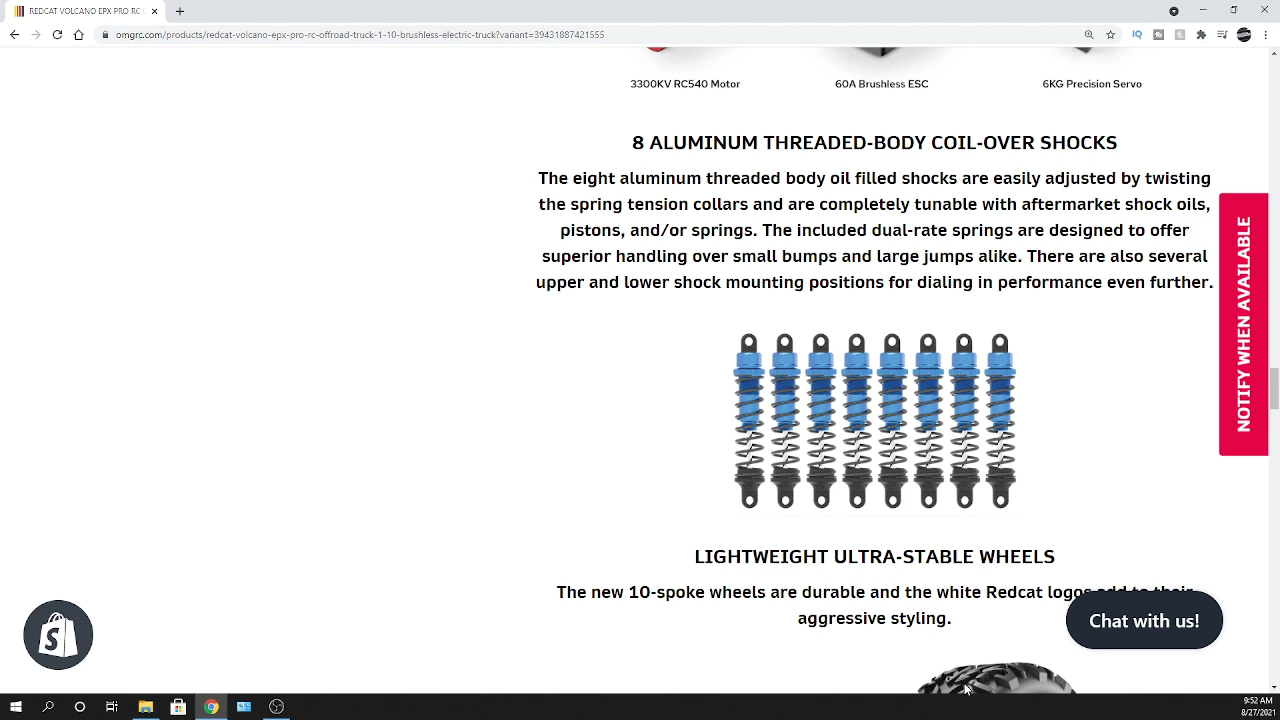 REDCAT VOLCANO EPX PRO RC
omgrc.com/products/redcat-volcano-epx-pro-rc-offroad-truck-1-10-brushless-electric-truck?variant=39431887421555
IQ
3300KV RC540 Motor
60A Brushless ESC
6KG Precision Servo
8 ALUMINUM THREADED-BODY COIL-OVER SHOCKS
The eight aluminum threaded body oil filled shocks are easily adjusted by twisting
the spring tension collars and are completely tunable with aftermarket shock oils,
pistons, and/or springs. The included dual-rate springs are designed to offer
superior handling over small bumps and large jumps alike. There are also several
upper and lower shock mounting positions for dialing in performance even further.
NOTIFY WHEN AVAILABLE
LIGHTWEIGHT ULTRA-STABLE WHEELS
The new 10-spoke wheels are durable and the white Redcat logos add to their
aggressive styling.
Chat with us!
9:52 AM
8/27/2021